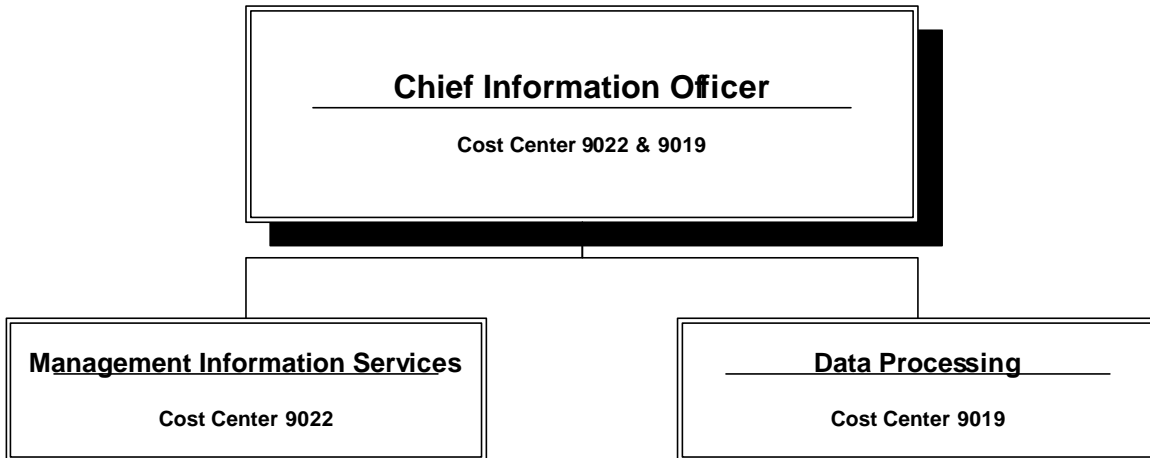 Chief Information Officer
Cost Center 9022 & 9019
Management Information Services
Cost Center 9022
Data Processing
Cost Center 9019